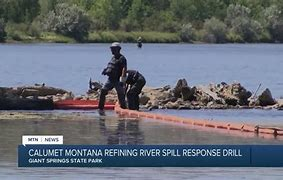 MTN NEWS
CALUMET MONTANA REFINING RIVER SPILL RESPONSE DRILL
GIANT SPRINGS STATE PARK